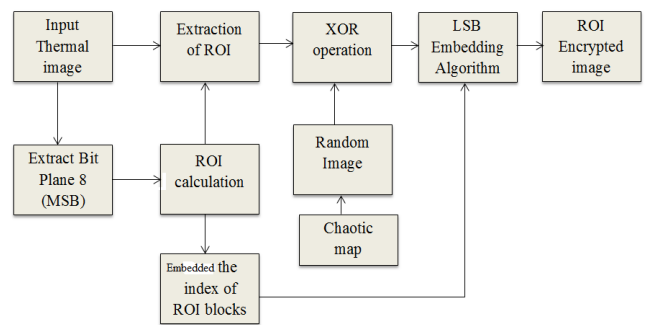 Input
Thermal
image
Extraction
of ROI
XOR
operation
LSB
Embedding
Algorithm
ROI
Encrypted
image
Extract Bit
Plane 8
(MSB)
ROI
calculation
Random
Image
Chaotic
map
Embedded the
index of
ROI blocks